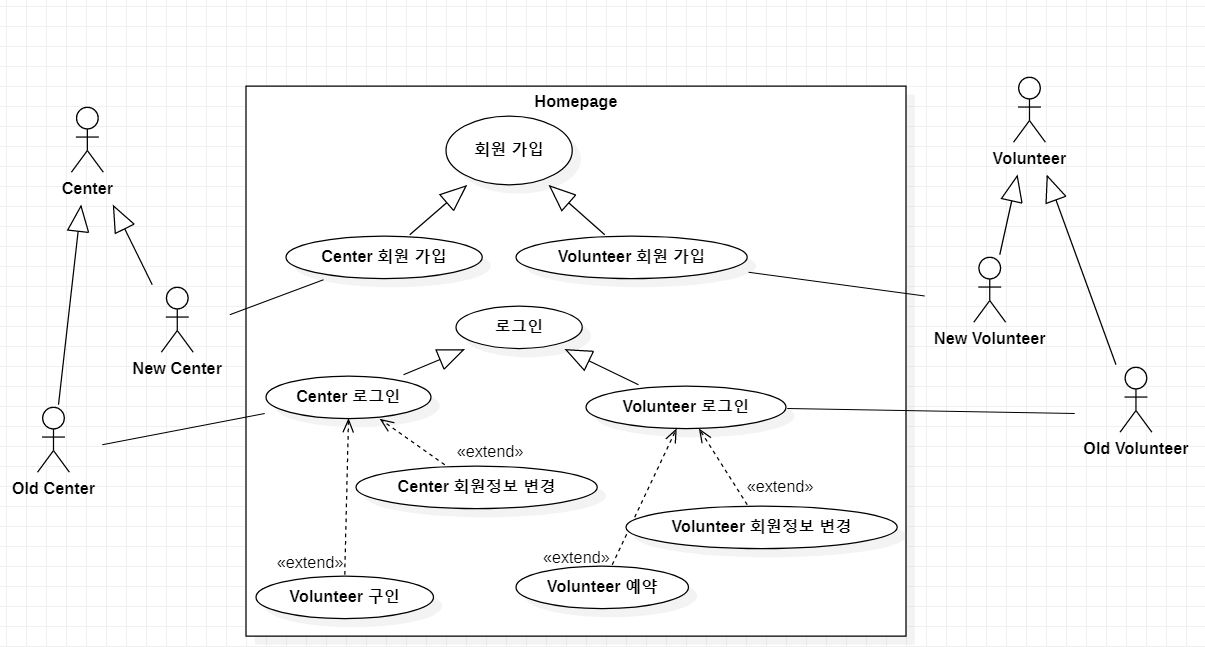 Homepage
회원 가입
Center
Volunteer
Center 회원 가입
Volunteer 회원 가입
로그인
New Center
New Volunteer
Center 로그인
Volunteer 로그인
Old Center
Old Volunteer
«extend»
Center 회원정보 변경
«extend»
Volunteer 회원정보 변경
«extend»
Volunteer 구인
«extend»
Volunteer 예약